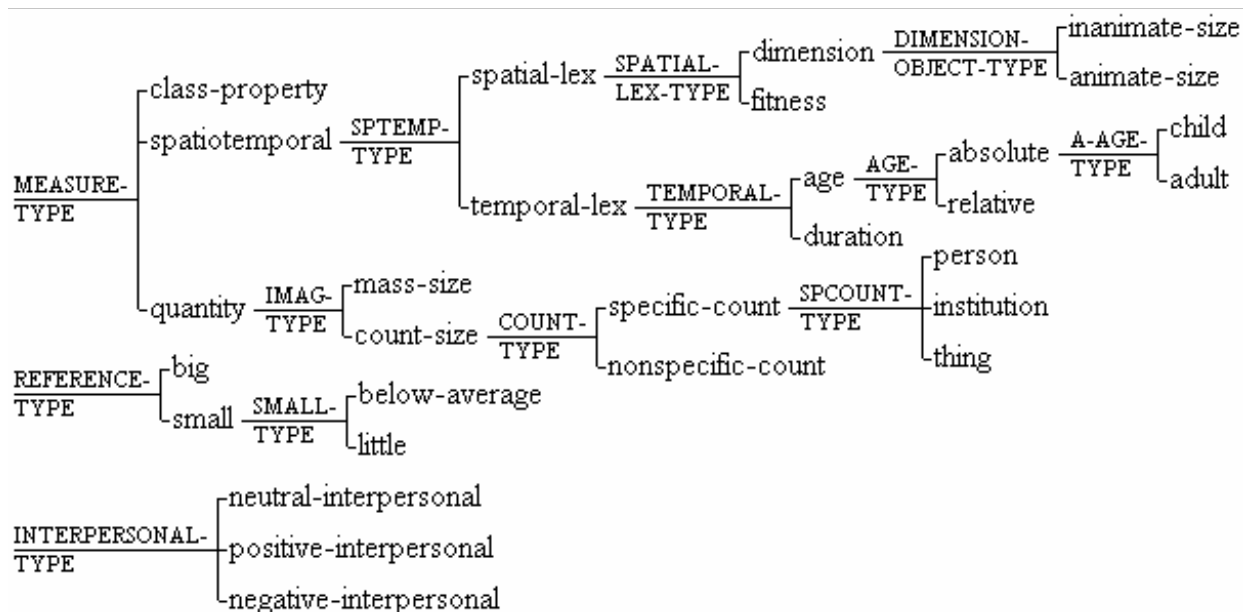 inanimate-size
dimension DIMENSION-
OBJECT-TYPE
spatial-lex SPATIAL-
LEX-TYPE
animate-size
class-property
fitness
child
spatiotemporal SPTEMP-
TYPE
absolute A-AGE-
TYPE
MEASURE-
TYPE
age AGE-
TYPE
adult
temporal-lex TEMPORAL-
TYPE
relative
duration
person
mass-size
quantity IMAG-
TYPE
specific-count SPCOUNT-
TYPE
institution
count-size COUNT-
TYPE
nonspecific-count
thing
big
REFERENCE-
TYPE
below-average
small SMALL-
TYPE
little
neutral-interpersonal
INTERPERSONAL-
TYPE
positive-interpersonal
negative-interpersonal